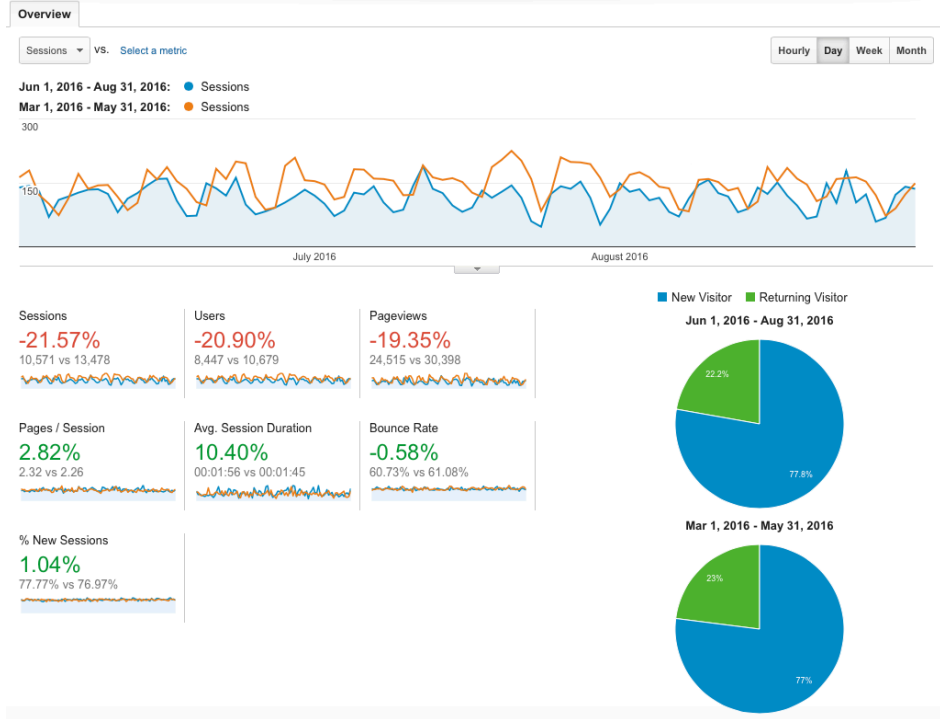 Overview
Sessions vs. Select a metric Hourly Day Week Month
Jun 1, 2016 - Aug 31, 2016: Sessions
Mar 1, 2016 - May 31, 2016: Sessions
300
150
July 2016 August 2016
New Visitor Returning Visitor
Jun 1, 2016 - Aug 31, 2016
22.2%
77.8%
Mar 1, 2016 - May 31, 2016
23%
77%
Sessions Users Pageviews
-21.57% -20.90% -19.35%
10,571 vs 13,478 8,447 vs 10,679 24,515 vs 30,398
Pages / Session Avg. Session Duration Bounce Rate
2.82% 10.40% -0.58%
2.32 vs 2.26 00:01:56 vs 00:01:45 60.73% vs 61.08%
% New Sessions
1.04%
77.77% vs 76.97%